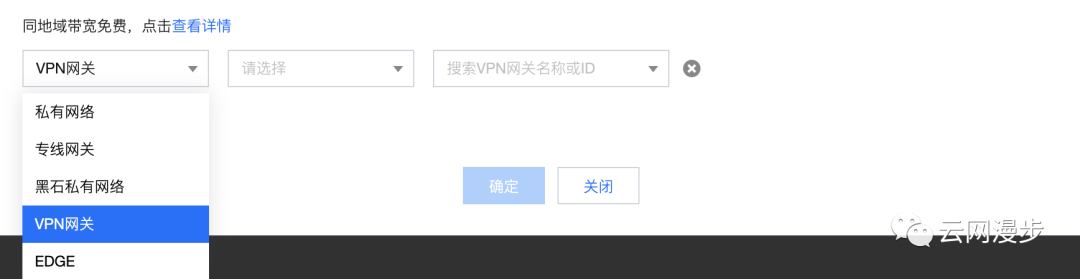 同地域带宽免费，点击查看详情
VPN网关 请选择 搜索VPN网关名称或ID
私有网络
专线网关
黑石私有网络
确定 关闭
VPN网关
云网漫步
EDGE